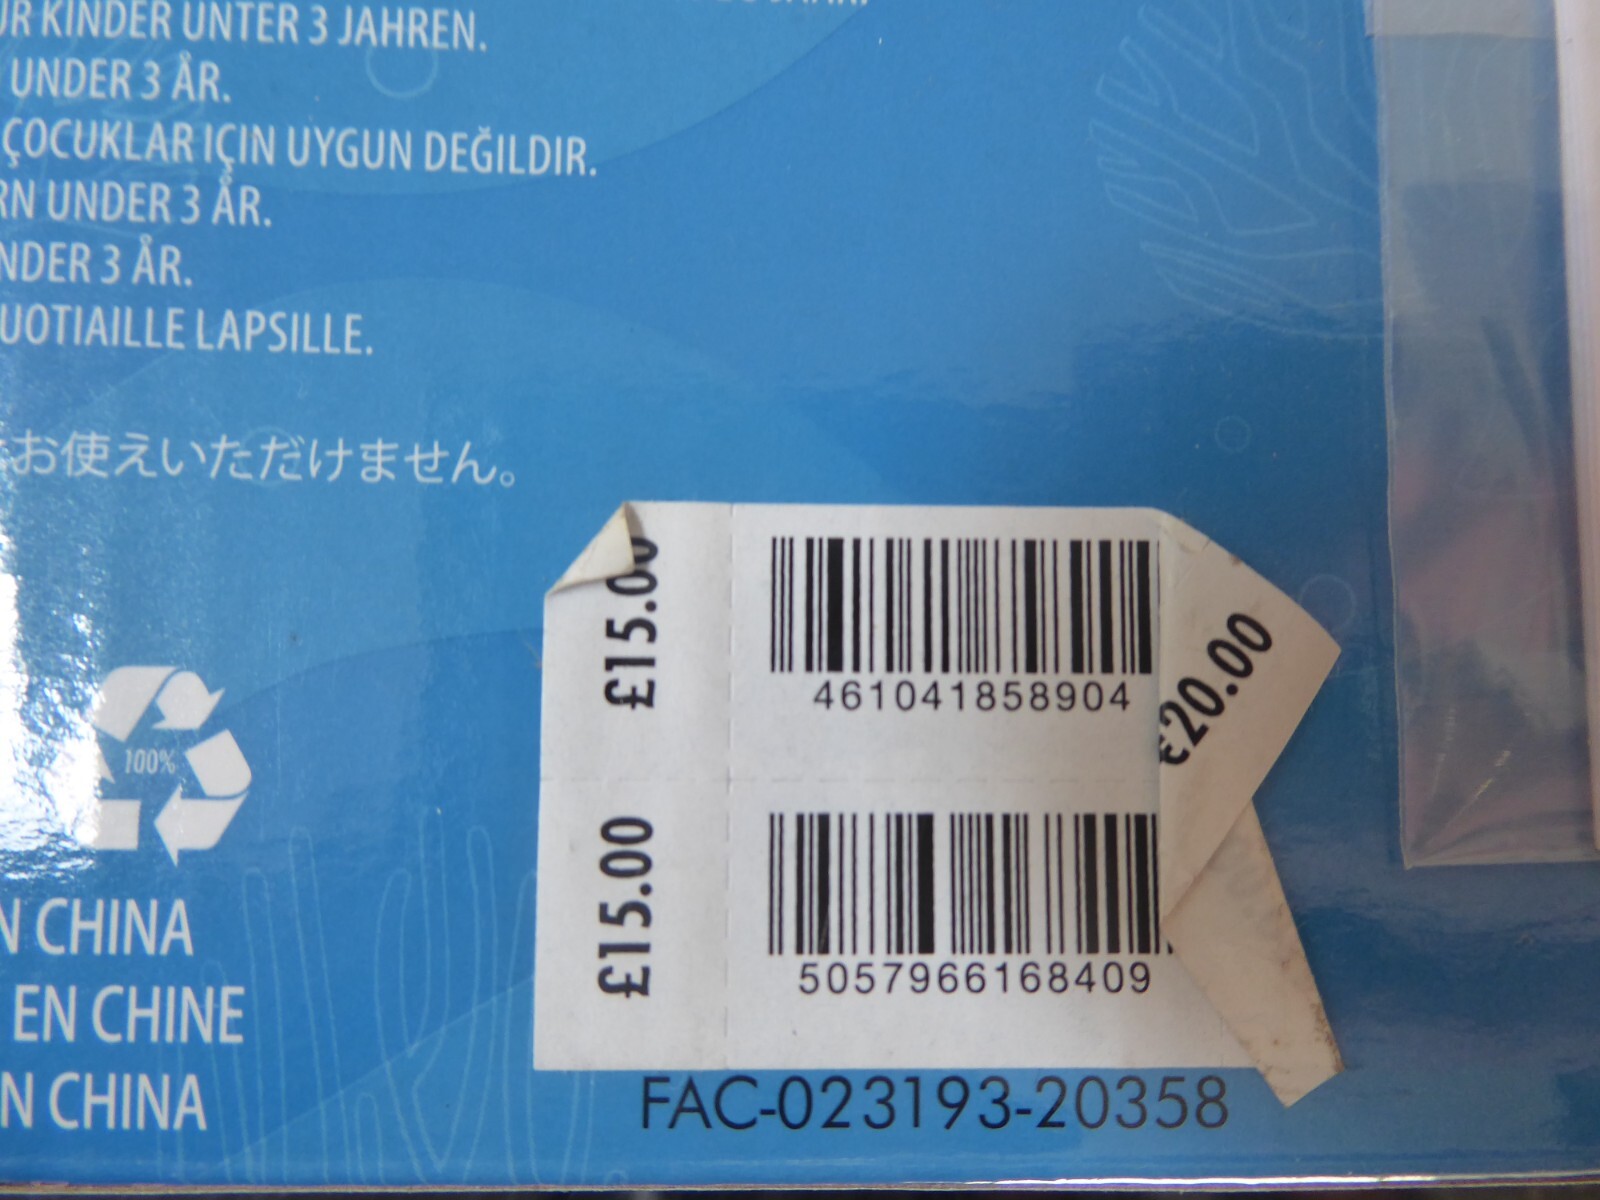 UR KINDER UNTER 3 JAHREN.
UNDER 3 ÅR.
ÇOCUKLAR IÇIN UYGUN DEĞILDIR.
RN UNDER 3 ÅR.
NDER 3 ÅR.
UOTIAILLE LAPSILLE.
お使えいただけません。
100%
N CHINA
EN CHINE
N CHINA
£15.00
461041858904
€20.00
£15.00
5057966168409
FAC-023193-20358